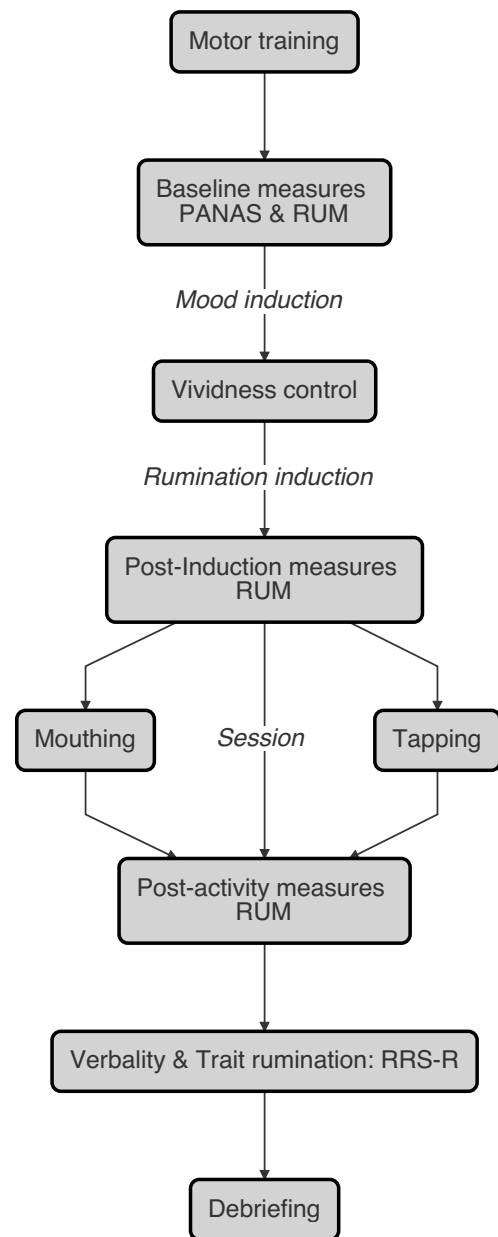 Motor training
Baseline measures
PANAS & RUM
Mood induction
Vividness control
Rumination induction
Post-Induction measures
RUM
Mouthing
Session
Tapping
Post-activity measures
RUM
Verbality & Trait rumination: RRS-R
Debriefing